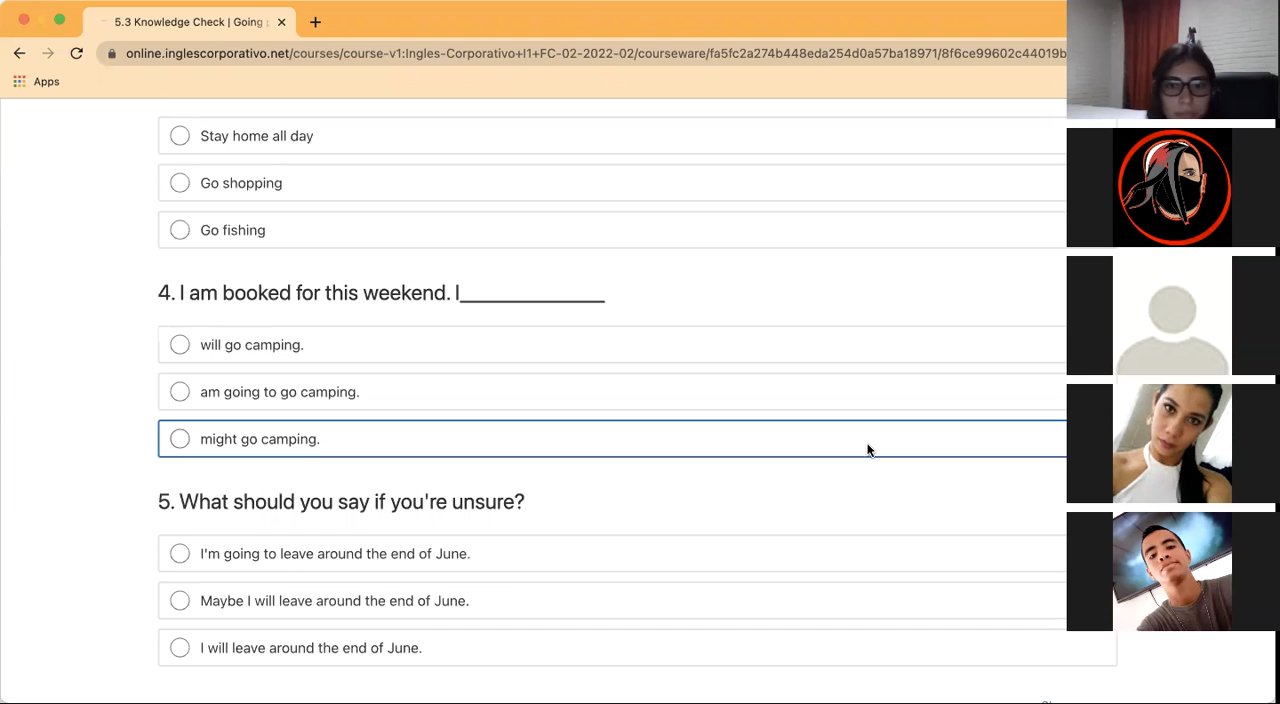 5.3 Knowledge Check | Going
online.inglescorporativo.net/courses/course-v1:Ingles-Corporativo+I1+FC-02-2022-02/courseware/fa5fc2a274b448eda254d0a57ba18971/8f6ce99602c44019b
Apps
Stay home all day
Go shopping
Go fishing
4. I am booked for this weekend. I______________
will go camping.
am going to go camping.
might go camping.
5. What should you say if you're unsure?
I'm going to leave around the end of June.
Maybe I will leave around the end of June.
I will leave around the end of June.